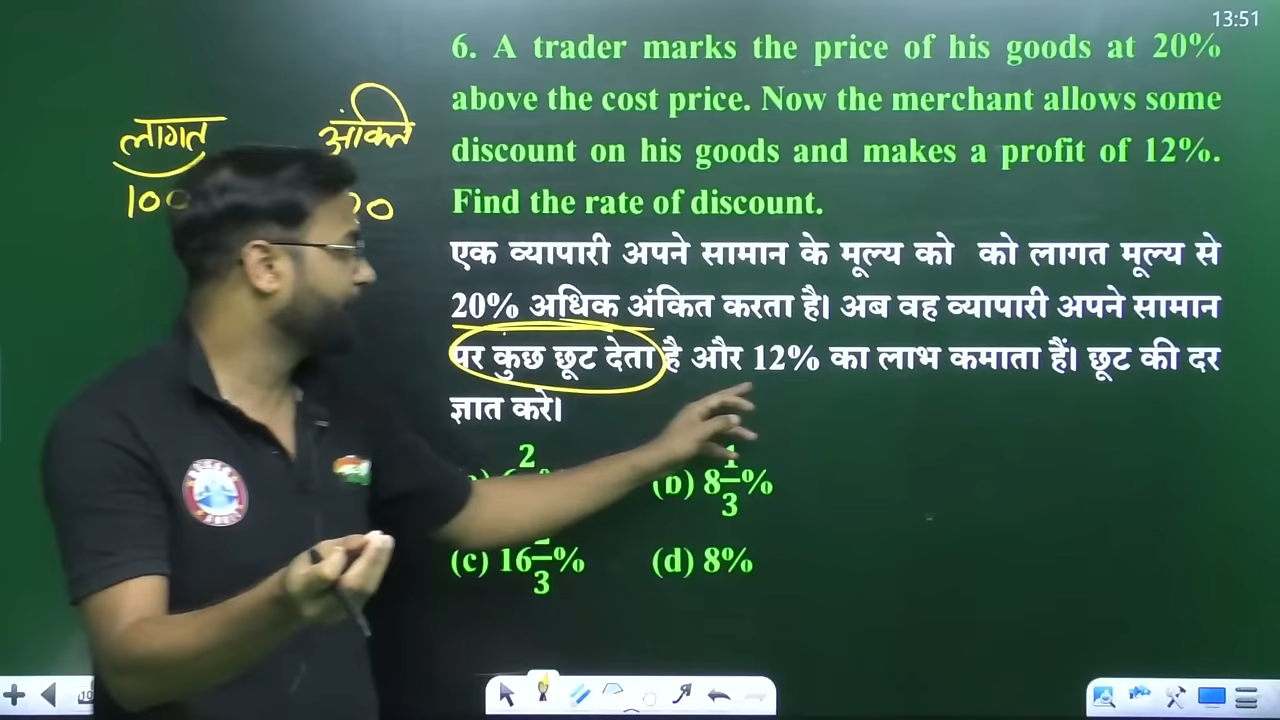 13:51
6. A trader marks the price of his goods at 20%
above the cost price. Now the merchant allows some
discount on his goods and makes a profit of 12%.
Find the rate of discount.
लागत अंकित
एक व्यापारी अपने सामान के मूल्य को को लागत मूल्य से
20% अधिक अंकित करता है। अब वह व्यापारी अपने सामान
पर कुछ छूट देता है और 12% का लाभ कमाता हैं। छूट की दर
ज्ञात करे।
(b) 8 1/3%
(c) 16 /3% (d) 8%